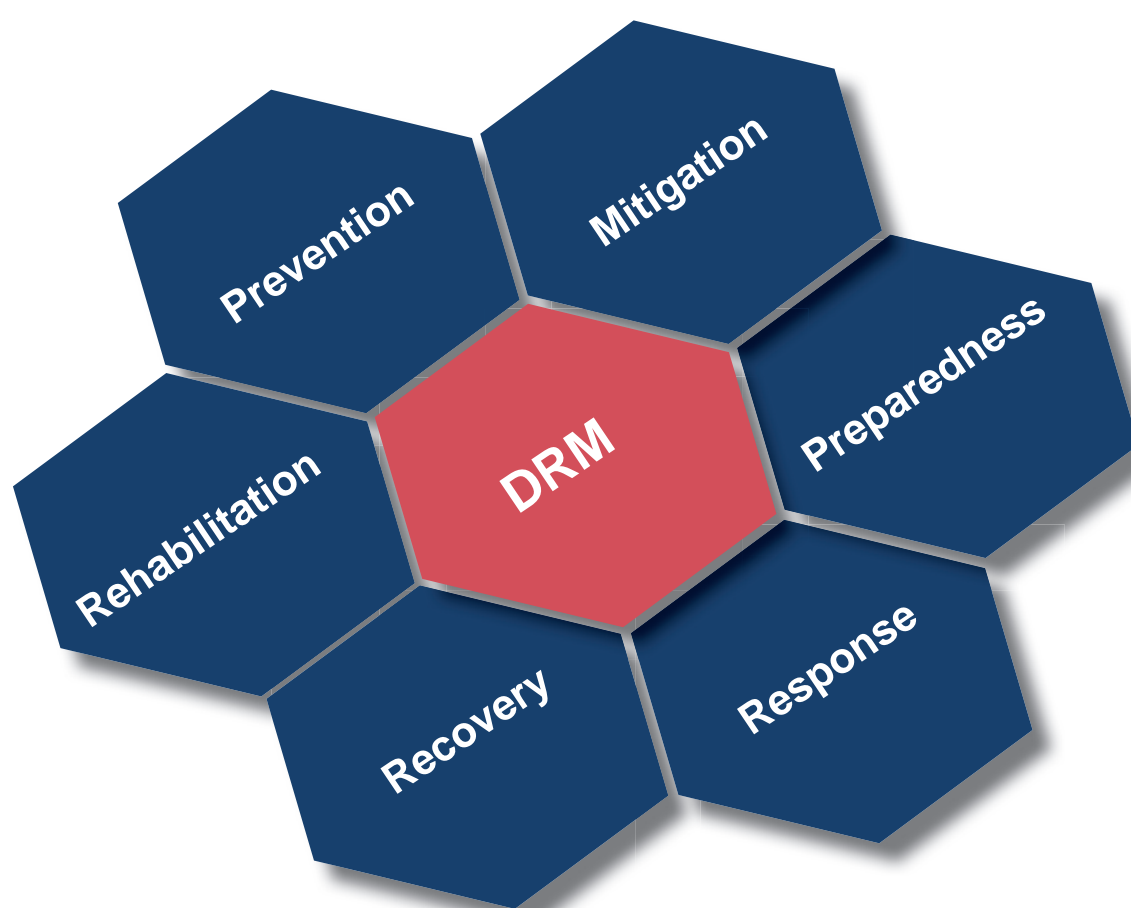 Prevention
Mitigation
Preparedness
DRM
Rehabilitation
Recovery
Response